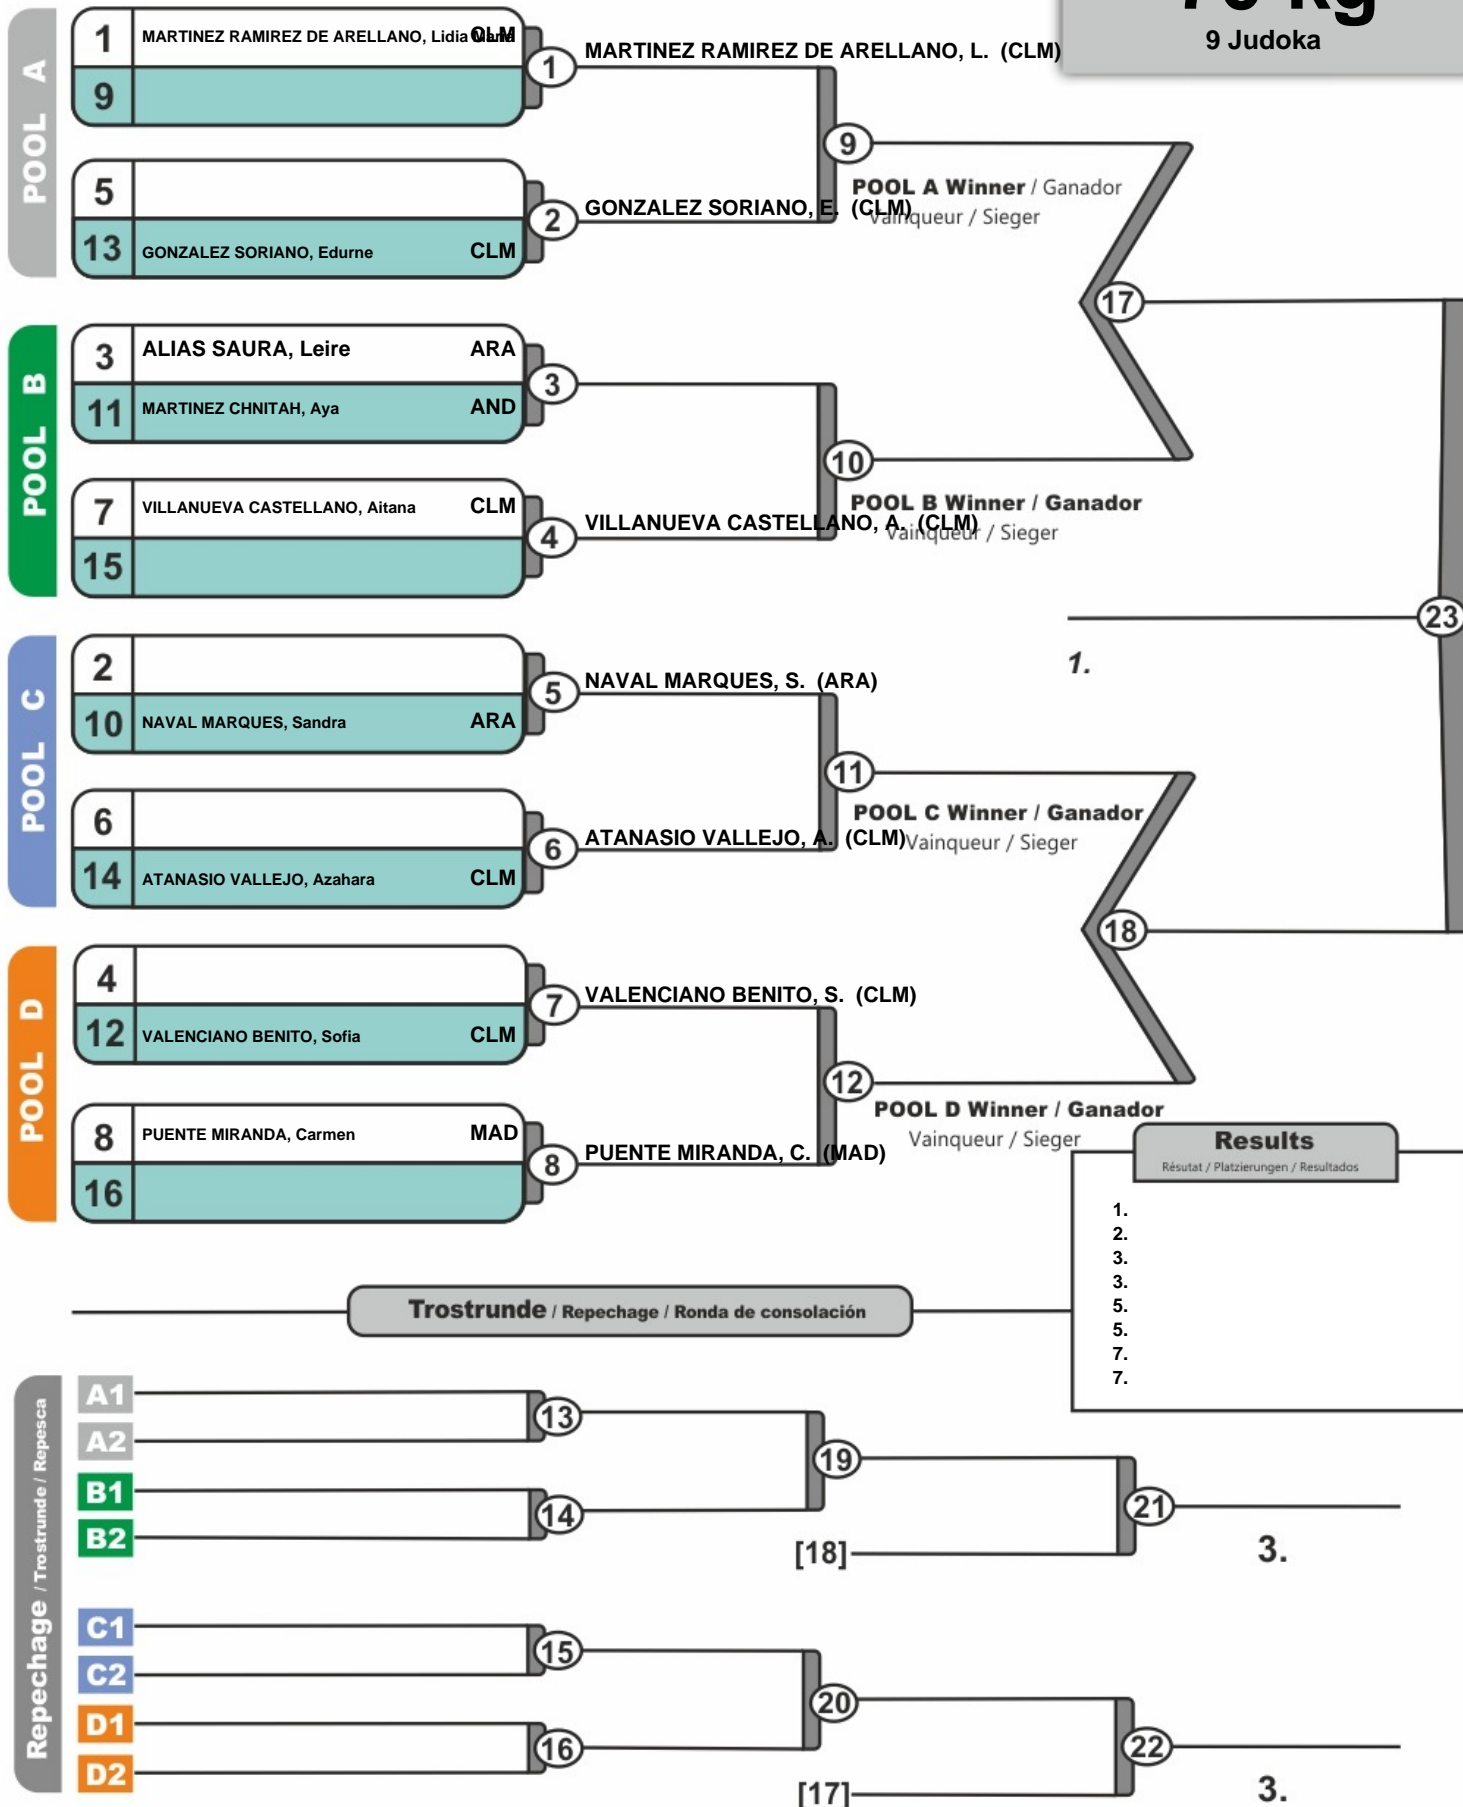 kg
9 Judoka
POOL A
1 MARTINEZ RAMIREZ DE ARELLANO, Lidia CLM
9
1 MARTINEZ RAMIREZ DE ARELLANO, L. (CLM)
5
13 GONZALEZ SORIANO, Edurne CLM
2 GONZALEZ SORIANO, E. (CLM)
9
POOL A Winner / Ganador
Vainqueur / Sieger
17
POOL B
3 ALIAS SAURA, Leire ARA
11 MARTINEZ CHNITAH, Aya AND
3
7 VILLANUEVA CASTELLANO, Aitana CLM
15
4 VILLANUEVA CASTELLANO, A. (CLM)
10
POOL B Winner / Ganador
Vainqueur / Sieger
23
1.
POOL C
2
10 NAVAL MARQUES, Sandra ARA
5 NAVAL MARQUES, S. (ARA)
6
14 ATANASIO VALLEJO, Azahara CLM
6 ATANASIO VALLEJO, A. (CLM)
11
POOL C Winner / Ganador
Vainqueur / Sieger
18
POOL D
4
12 VALENCIANO BENITO, Sofia CLM
7 VALENCIANO BENITO, S. (CLM)
8 PUENTE MIRANDA, Carmen MAD
16
8 PUENTE MIRANDA, C. (MAD)
12
POOL D Winner / Ganador
Vainqueur / Sieger
Results
Résutat / Platzierungen / Resultados
1.
2.
3.
3.
5.
5.
7.
7.
Trostrunde / Repechage / Ronda de consolación
Repechage / Trostrunde / Repesca
A1
A2
13
B1
B2
14
19
[18]
21
3.
C1
C2
15
D1
D2
16
20
[17]
22
3.